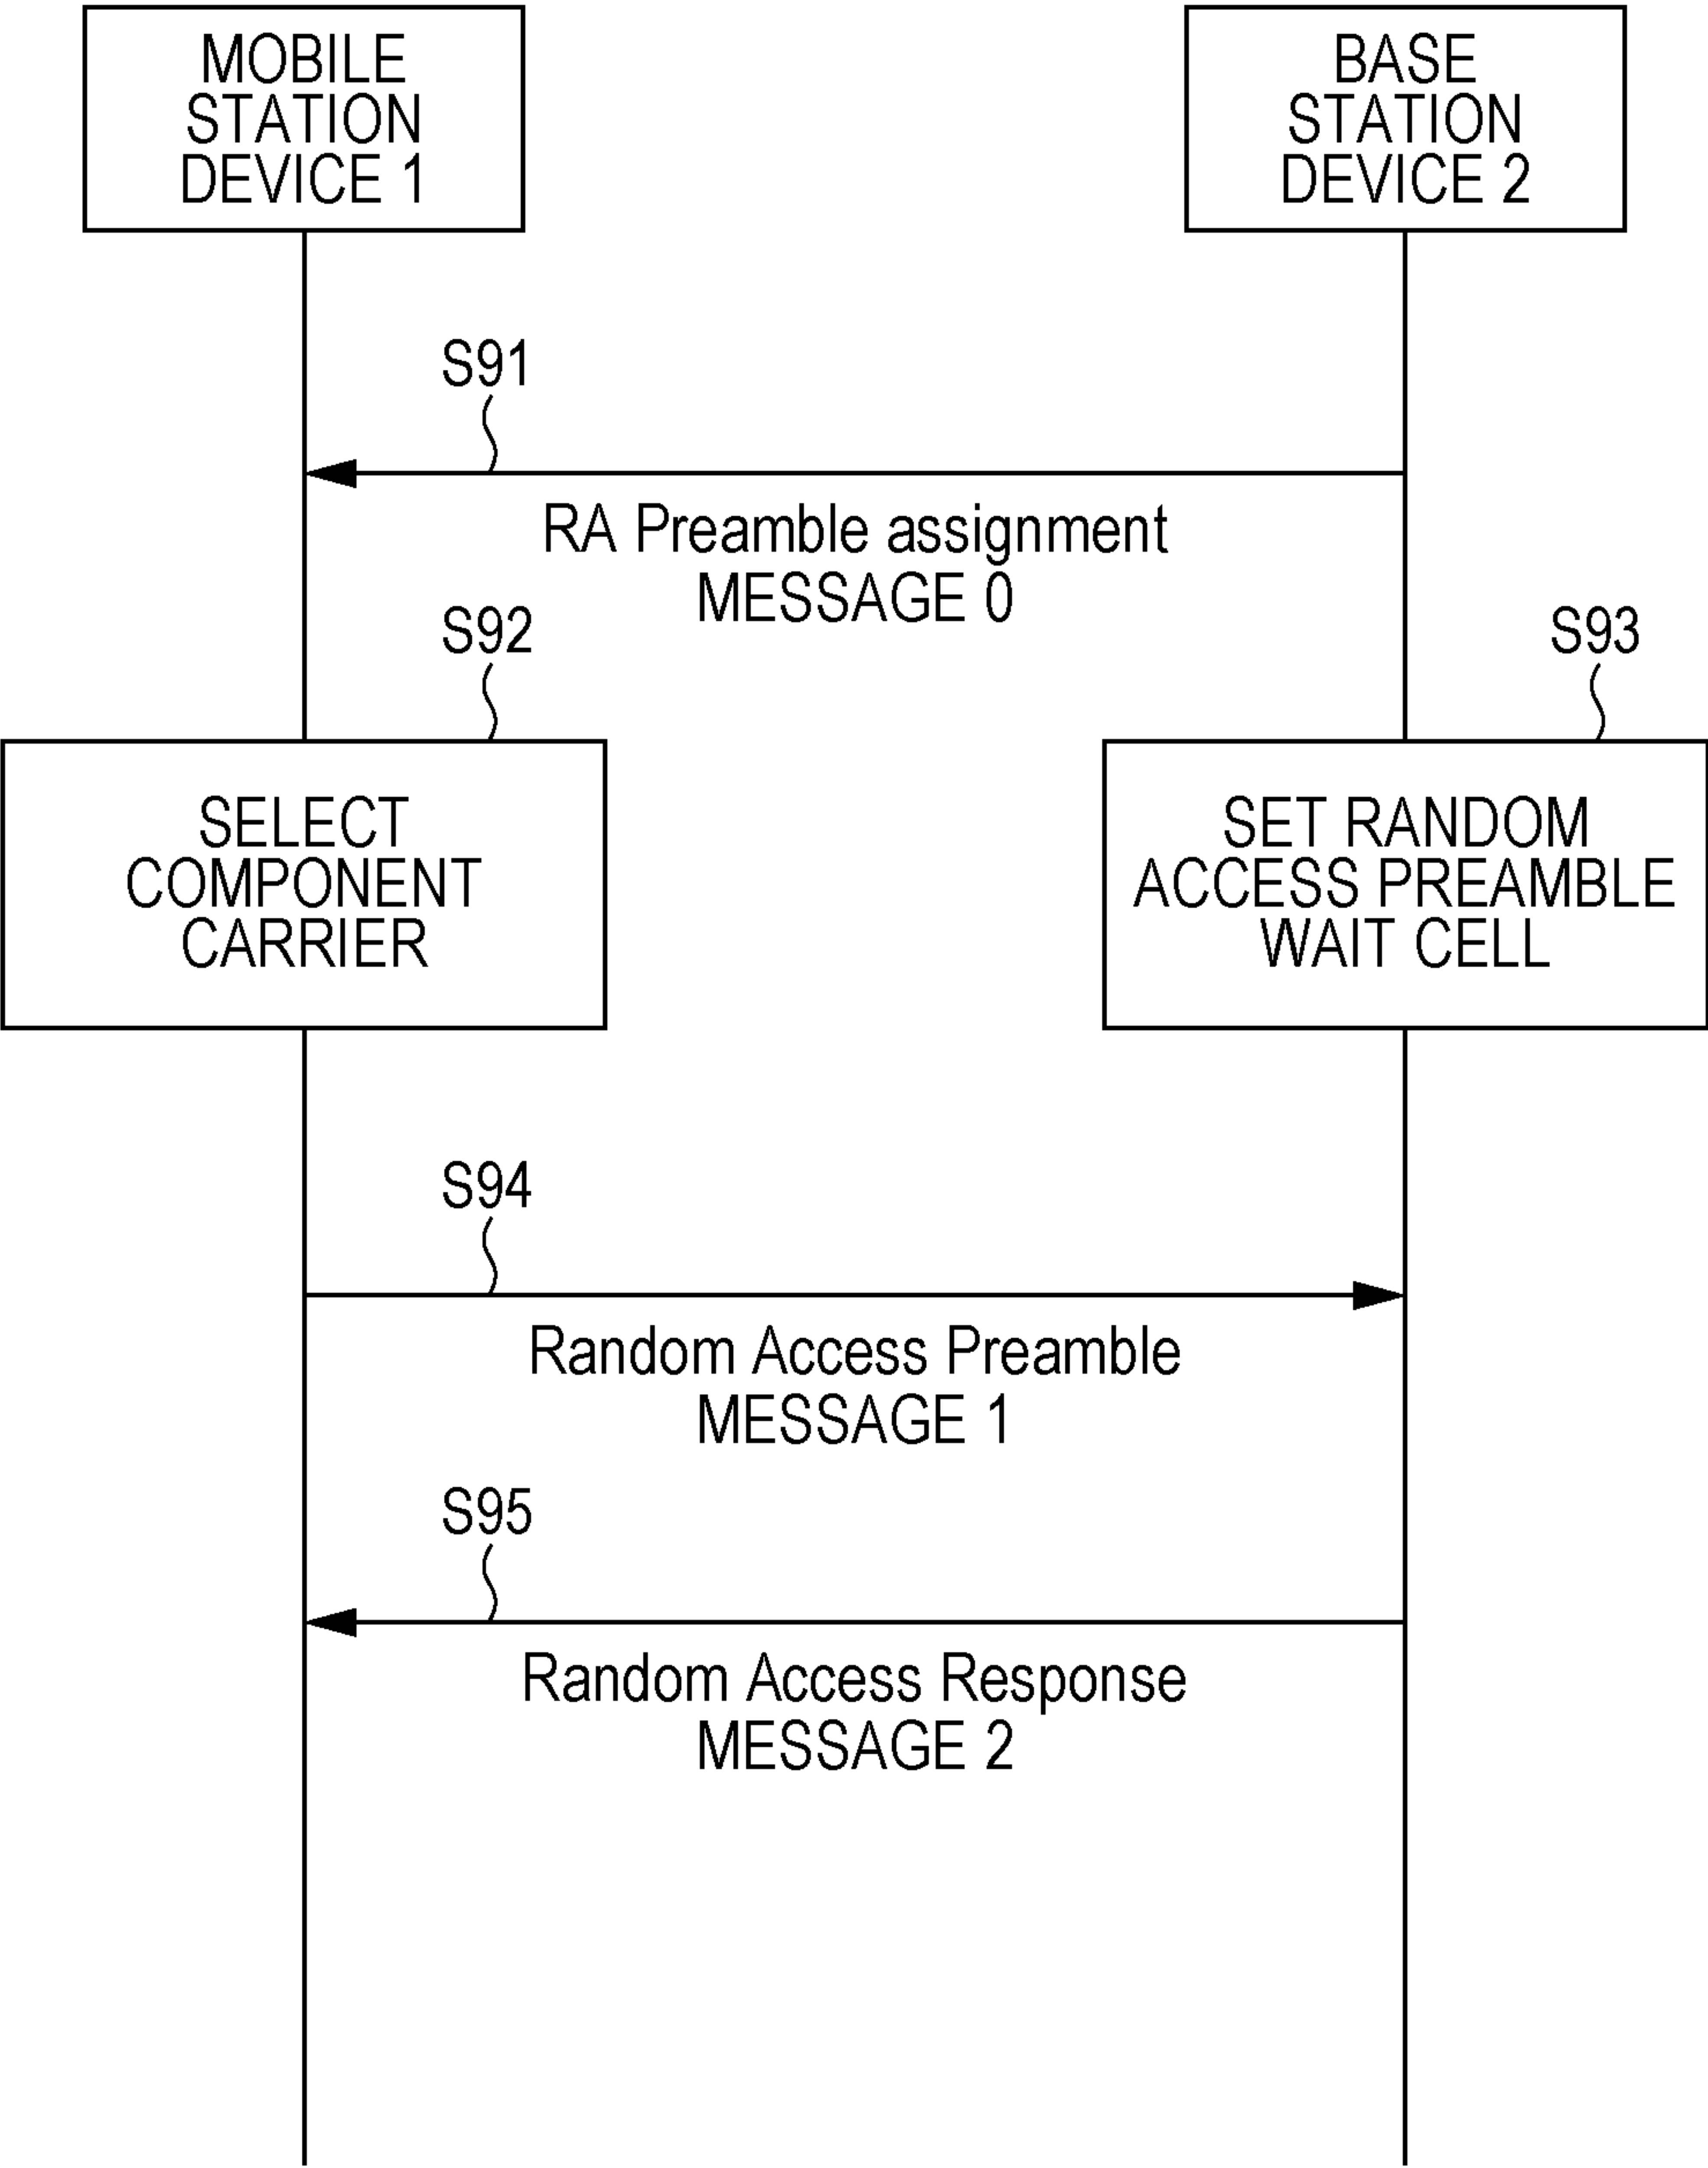 MOBILE
STATION
DEVICE 1
BASE
STATION
DEVICE 2
S91
RA Preamble assignment
MESSAGE 0
S92
S93
SELECT
COMPONENT
CARRIER
SET RANDOM
ACCESS PREAMBLE
WAIT CELL
S94
Random Access Preamble
MESSAGE 1
S95
Random Access Response
MESSAGE 2